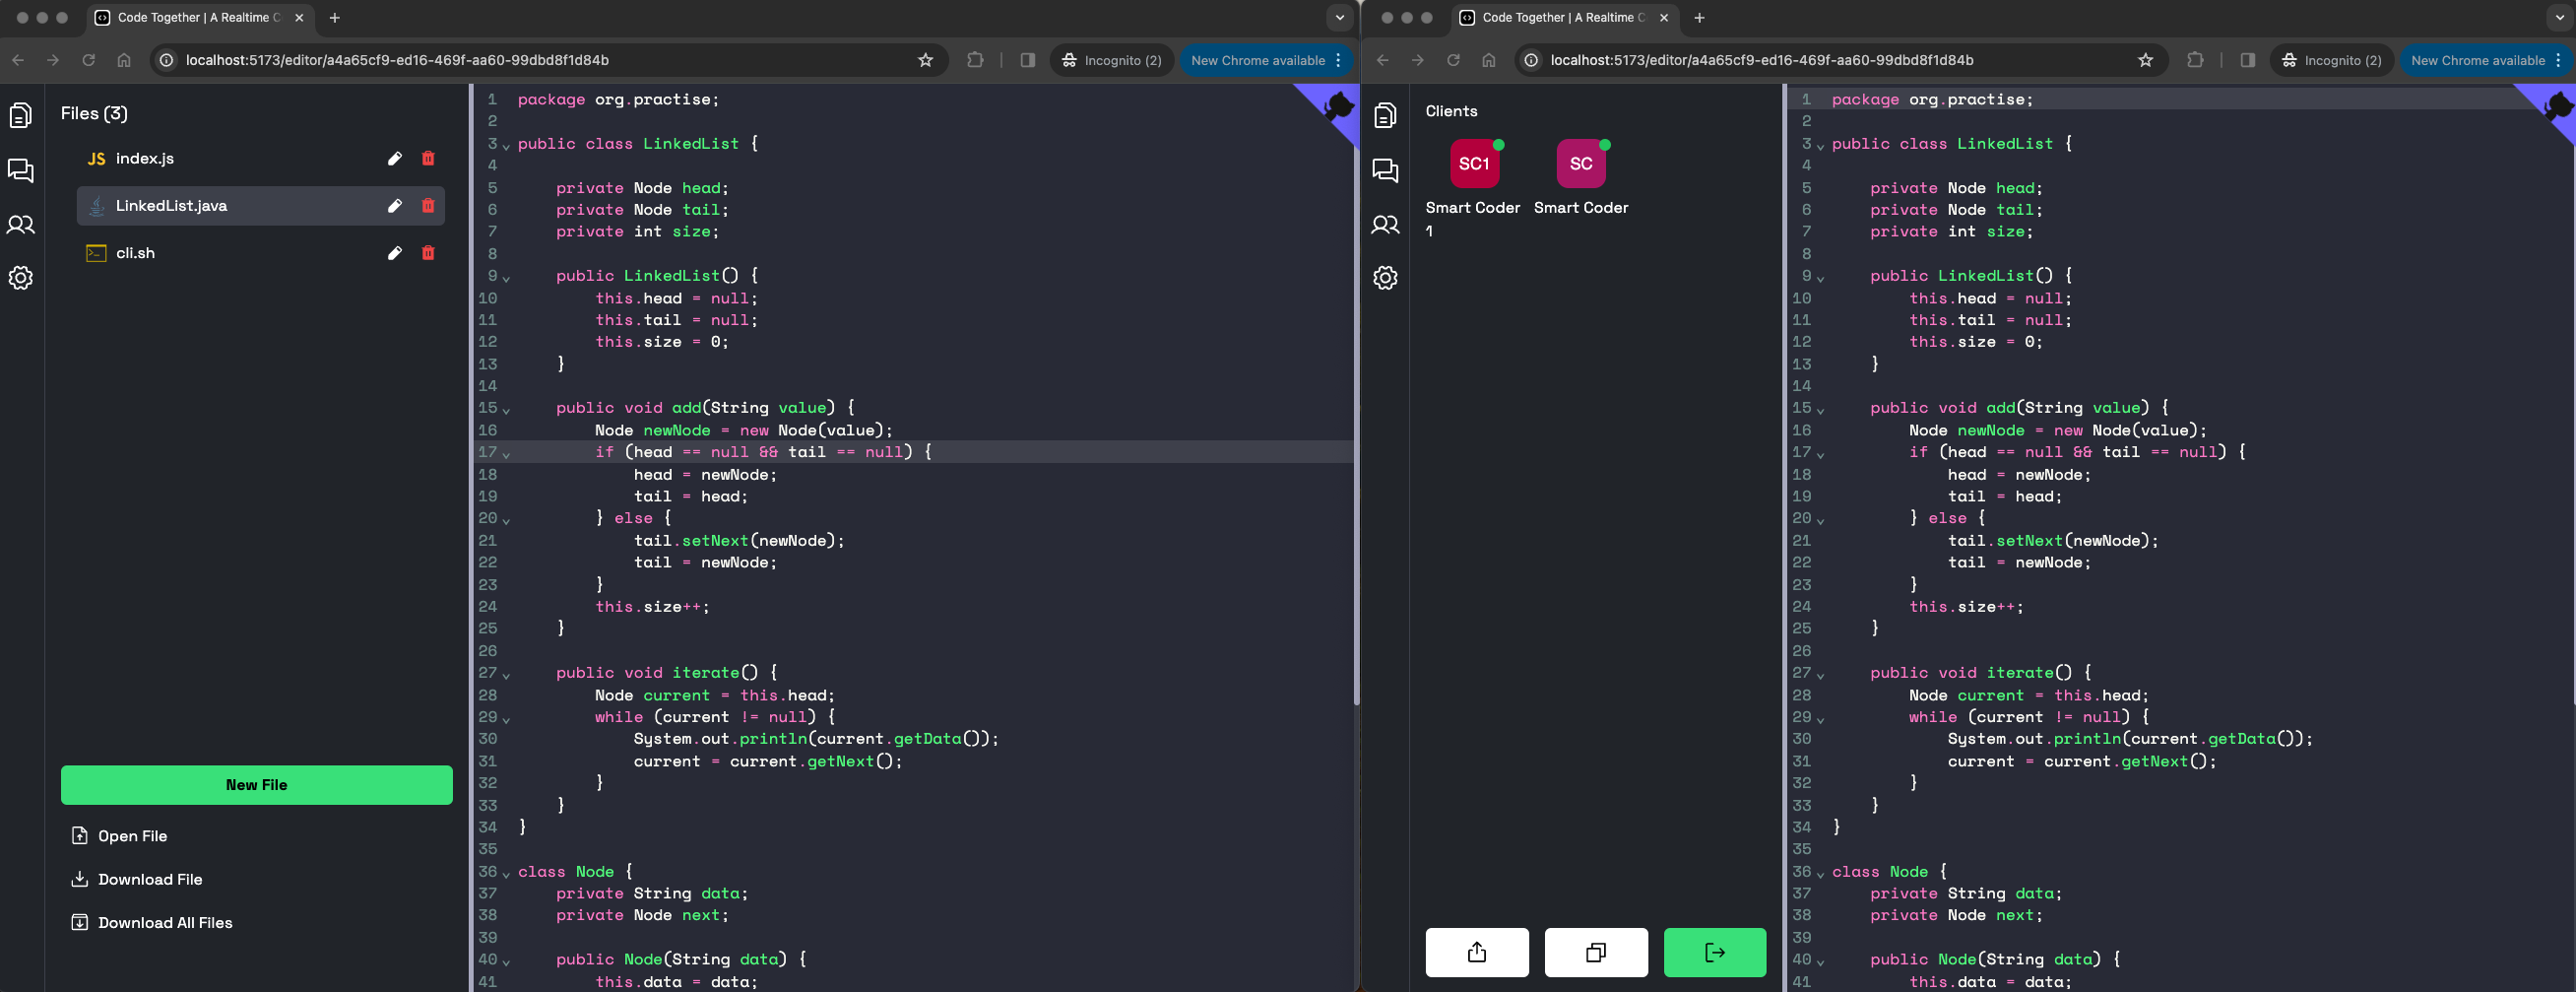 Code Together | A Realtime C
localhost:5173/editor/a4a65cf9-ed16-469f-aa60-99dbd8f1d84b
Incognito (2)
New Chrome available
Files (3)
JS index.js
LinkedList.java
cli.sh
New File
Open File
Download File
Download All Files
1 package org.practise;
2
3 public class LinkedList {
4
5     private Node head;
6     private Node tail;
7     private int size;
8
9     public LinkedList() {
10         this.head = null;
11         this.tail = null;
12         this.size = 0;
13     }
14
15     public void add(String value) {
16         Node newNode = new Node(value);
17         if (head == null && tail == null) {
18             head = newNode;
19             tail = head;
20         } else {
21             tail.setNext(newNode);
22             tail = newNode;
23         }
24         this.size++;
25     }
26
27     public void iterate() {
28         Node current = this.head;
29         while (current != null) {
30             System.out.println(current.getData());
31             current = current.getNext();
32         }
33     }
34 }
35
36 class Node {
37     private String data;
38     private Node next;
39
40     public Node(String data) {
41         this.data = data;
Code Together | A Realtime C
localhost:5173/editor/a4a65cf9-ed16-469f-aa60-99dbd8f1d84b
Incognito (2)
New Chrome available
Clients
SC1 SC
Smart Coder Smart Coder
1
1 package org.practise;
2
3 public class LinkedList {
4
5     private Node head;
6     private Node tail;
7     private int size;
8
9     public LinkedList() {
10         this.head = null;
11         this.tail = null;
12         this.size = 0;
13     }
14
15     public void add(String value) {
16         Node newNode = new Node(value);
17         if (head == null && tail == null) {
18             head = newNode;
19             tail = head;
20         } else {
21             tail.setNext(newNode);
22             tail = newNode;
23         }
24         this.size++;
25     }
26
27     public void iterate() {
28         Node current = this.head;
29         while (current != null) {
30             System.out.println(current.getData());
31             current = current.getNext();
32         }
33     }
34 }
35
36 class Node {
37     private String data;
38     private Node next;
39
40     public Node(String data) {
41         this.data = data;